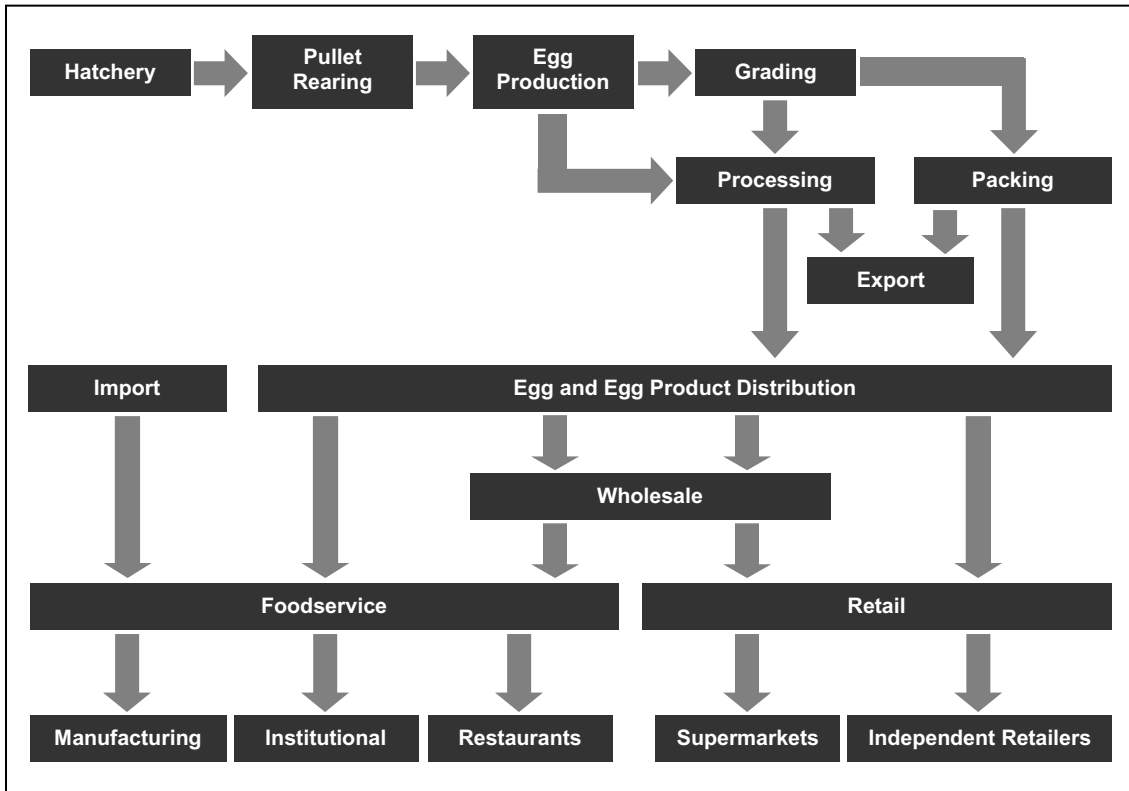 Hatchery
Pullet
Rearing
Egg
Production
Grading
Processing
Packing
Export
Import
Egg and Egg Product Distribution
Wholesale
Foodservice
Retail
Manufacturing
Institutional
Restaurants
Supermarkets
Independent Retailers